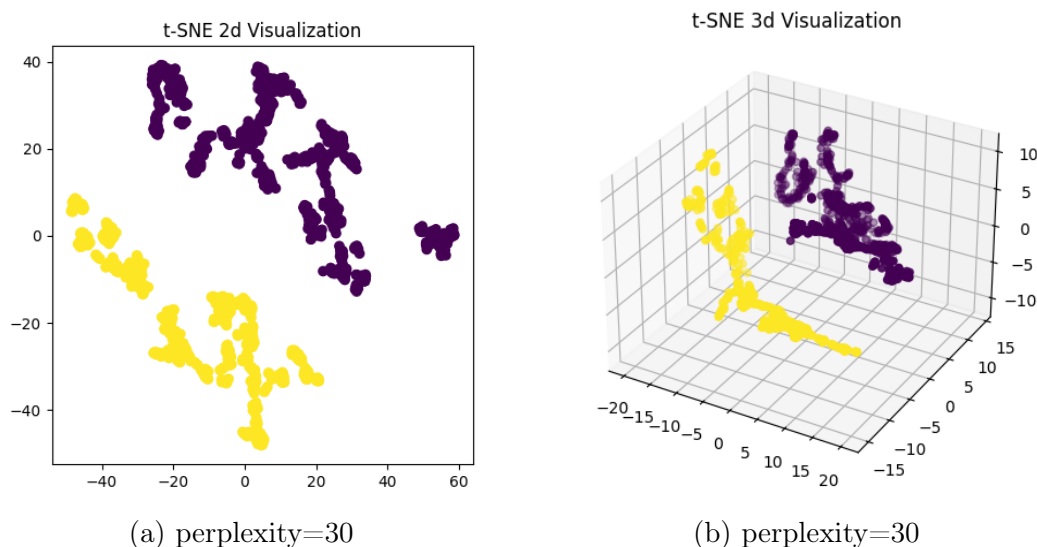 t-SNE 2d Visualization
40
20
0
−20
−40
−40 −20 0 20 40 60
(a) perplexity=30
t-SNE 3d Visualization
10
5
0
−5
−10
−20 −15 −10 −5 0 5 10 15 20
15
10
5
0
−5
−10
−15
(b) perplexity=30